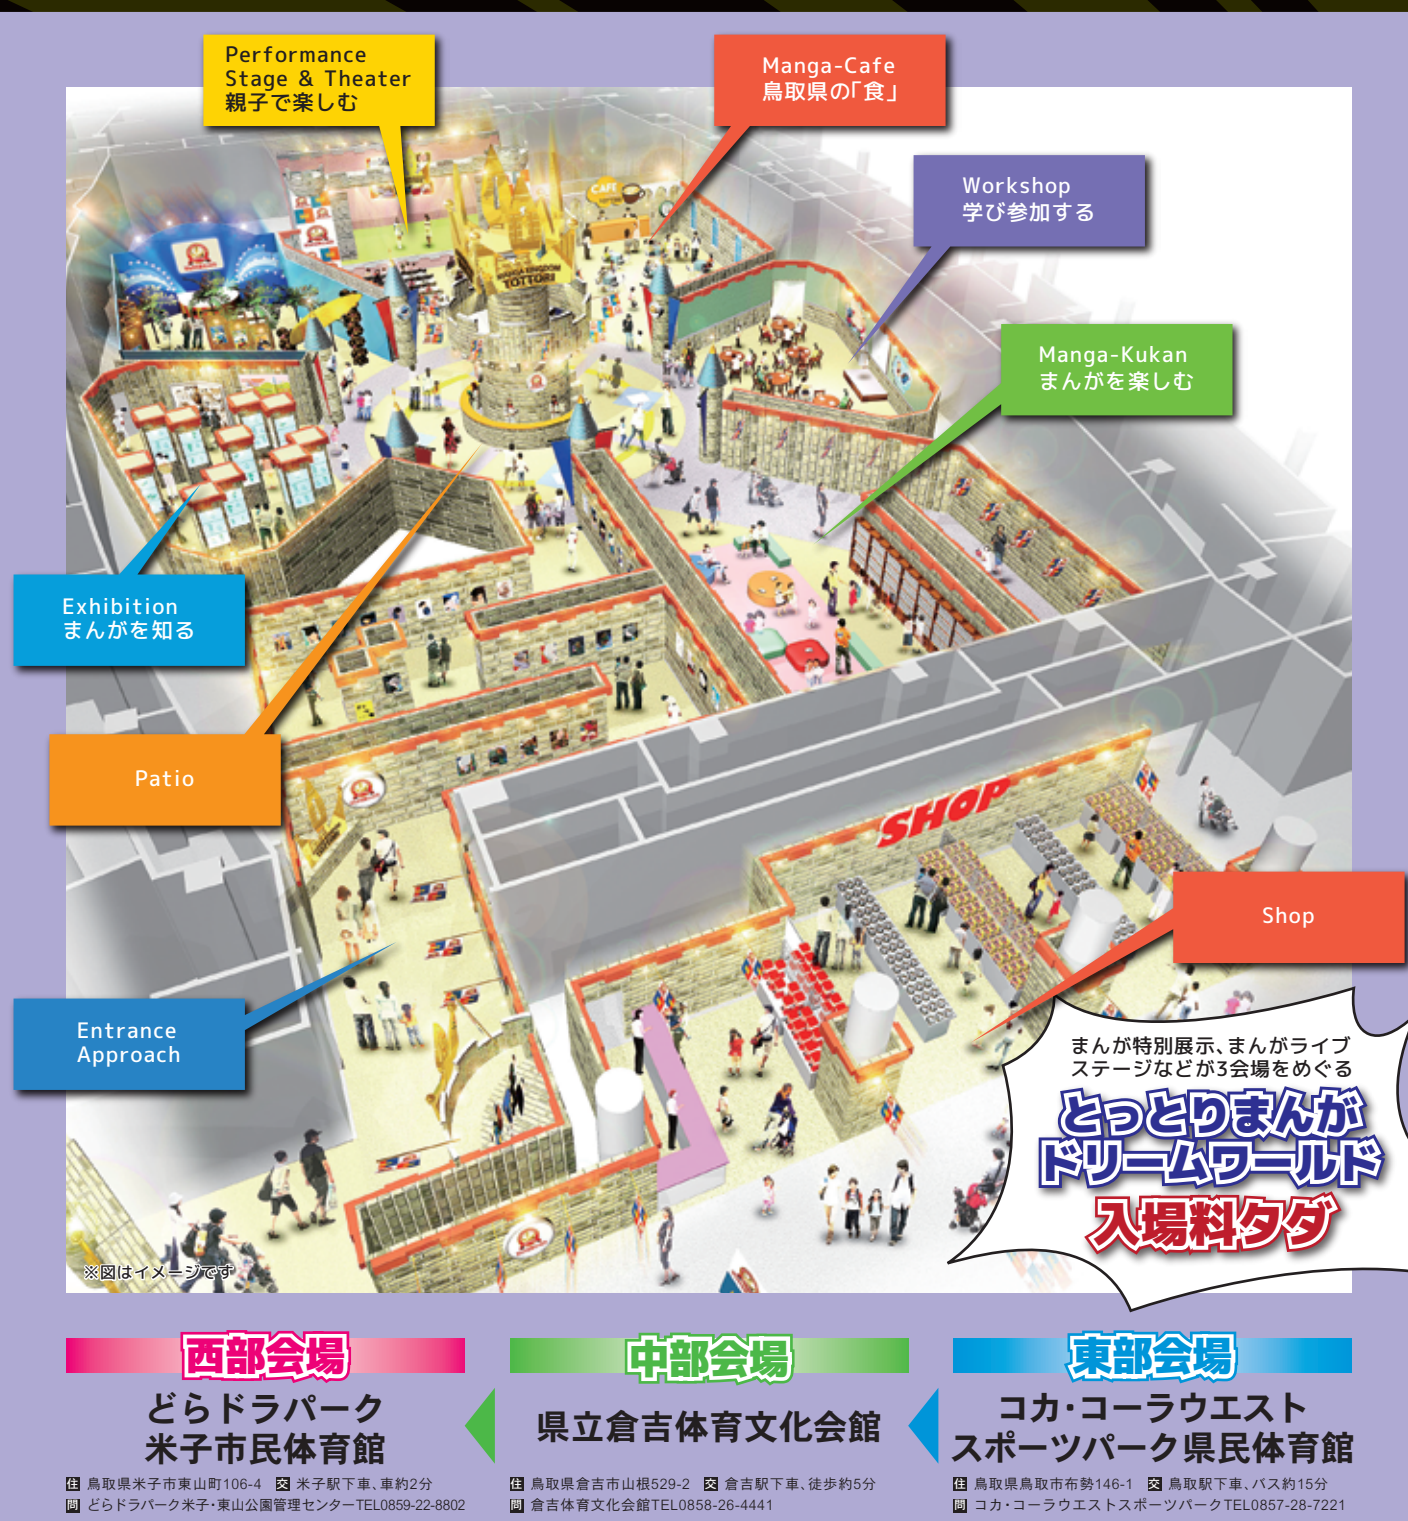 Performance
Stage & Theater
親子で楽しむ
Manga-Cafe
鳥取県の「食」
Workshop
学び参加する
Manga-Kukan
まんがを楽しむ
CAFE
MANGA KINGDOM
TOTTORI
Exhibition
まんがを知る
Patio
SHOP
Shop
Entrance
Approach
まんが特別展示、まんがライブ
ステージなどが3会場をめぐる
とっとりまんが
ドリームワールド
入場料タダ
※図はイメージです
西部会場
どらドラパーク
米子市民体育館
住 鳥取県米子市東山町106-4 交 米子駅下車、車約2分
問 どらドラパーク米子・東山公園管理センターTEL0859-22-8802
中部会場
県立倉吉体育文化会館
住 鳥取県倉吉市山根529-2 交 倉吉駅下車、徒歩約5分
問 倉吉体育文化会館TEL0858-26-4441
東部会場
コカ・コーラウエスト
スポーツパーク県民体育館
住 鳥取県鳥取市布勢146-1 交 鳥取駅下車、バス約15分
問 コカ・コーラウエストスポーツパークTEL0857-28-7221